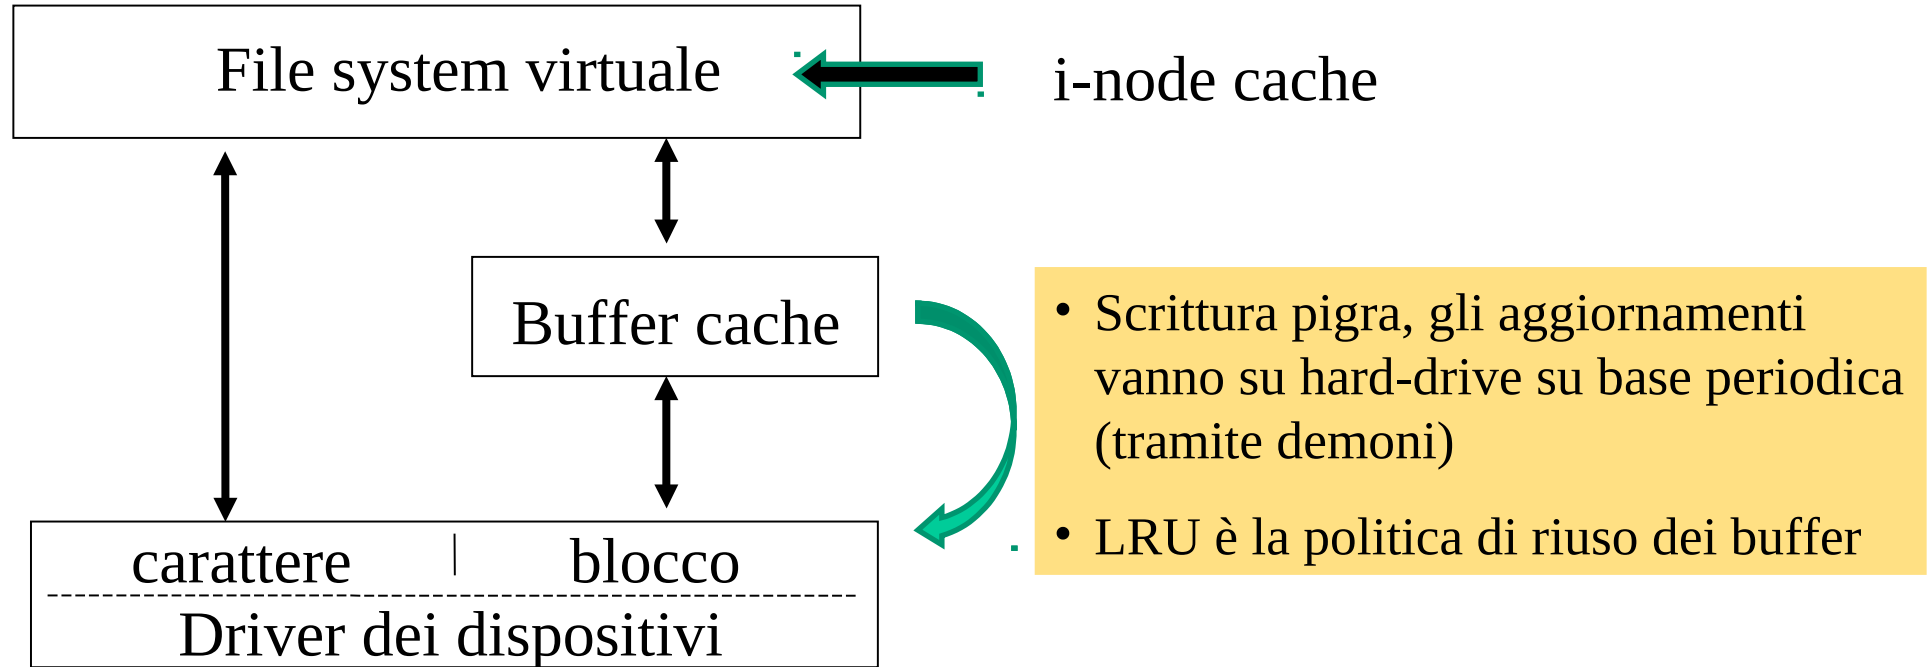 File system virtuale
i-node cache
Buffer cache
• Scrittura pigra, gli aggiornamenti
vanno su hard-drive su base periodica
(tramite demoni)
• LRU è la politica di riuso dei buffer
carattere | blocco
Driver dei dispositivi